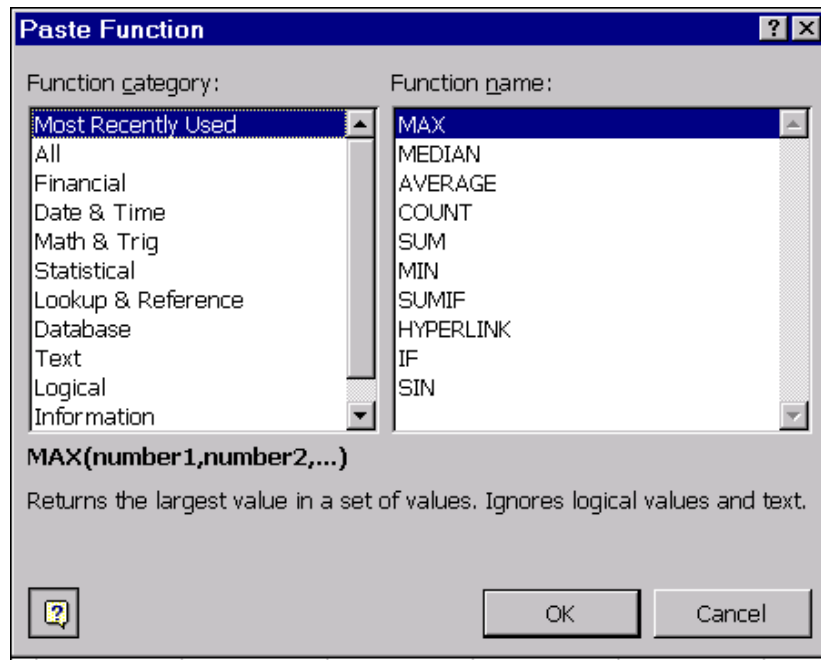 Paste Function
Function category:
Function name:
Most Recently Used
All
Financial
Date & Time
Math & Trig
Statistical
Lookup & Reference
Database
Text
Logical
Information
MAX
MEDIAN
AVERAGE
COUNT
SUM
MIN
SUMIF
HYPERLINK
IF
SIN
MAX(number1,number2,...)
Returns the largest value in a set of values. Ignores logical values and text.
OK
Cancel